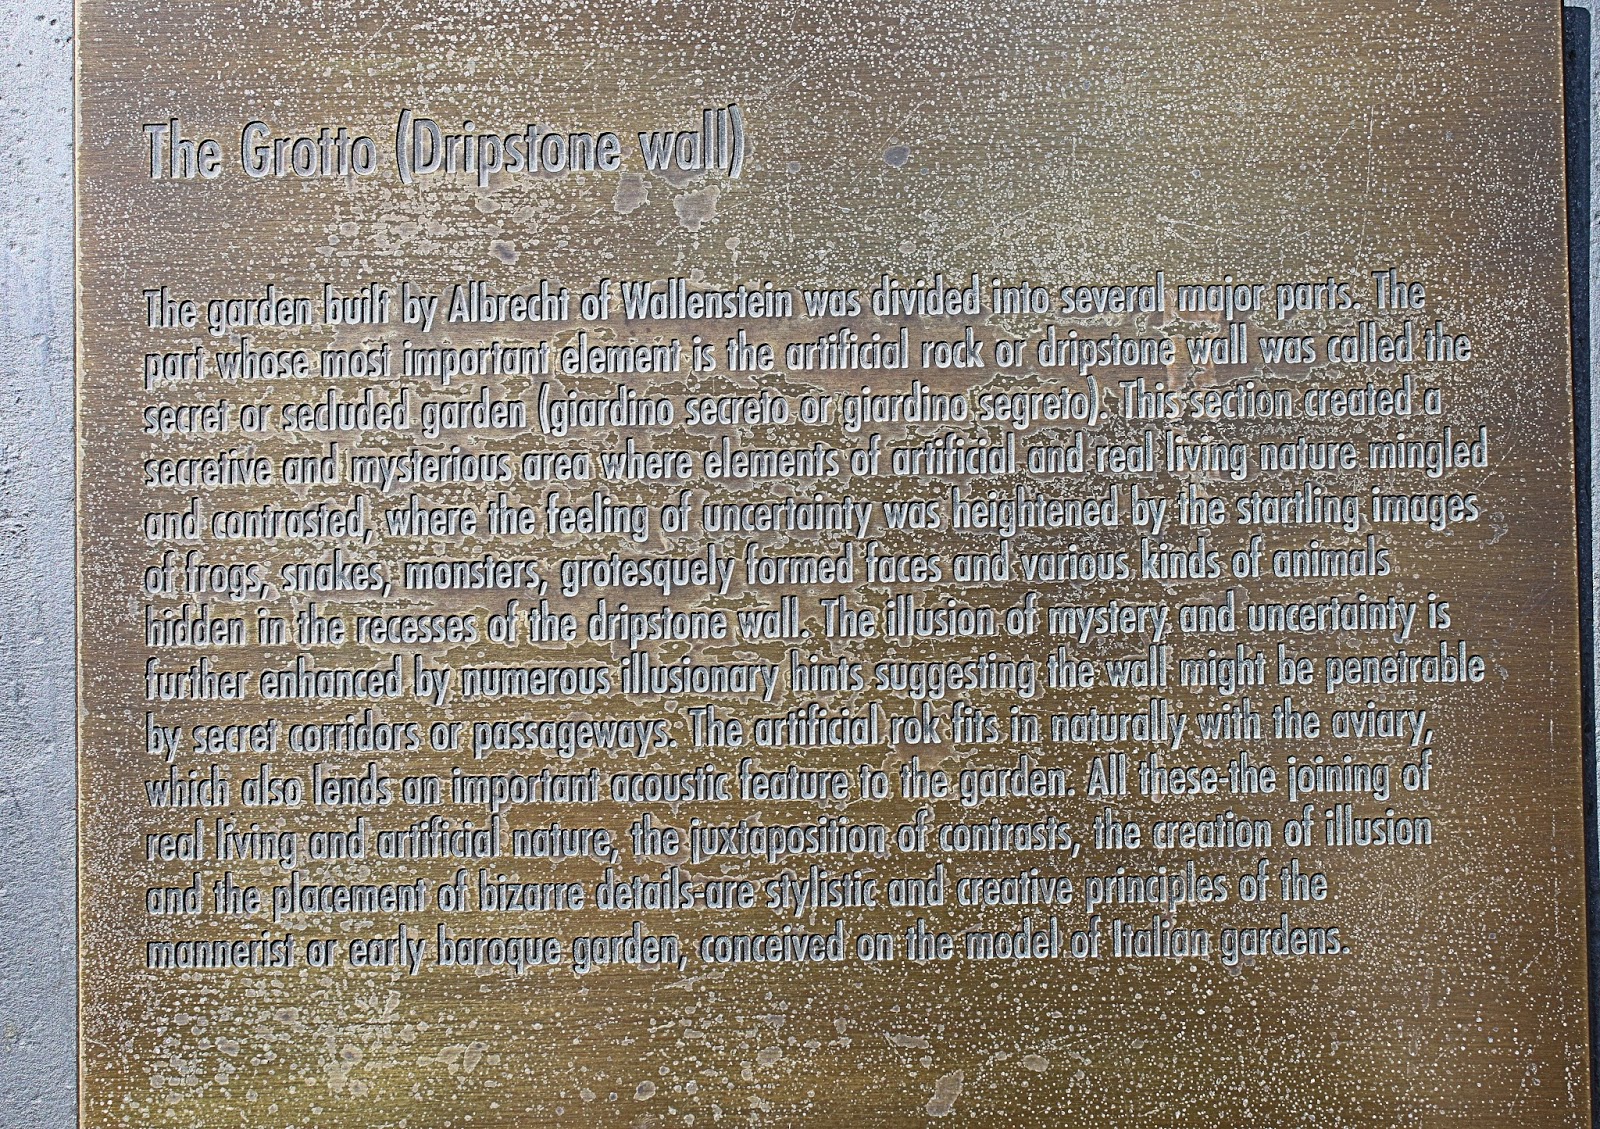 The Grotto (Dripstone wall)
The garden built by Albrecht of Wallenstein was divided into several major parts. The
part whose most important element is the artificial rock or dripstone wall was called the
secret or secluded garden (giardino secreto or giardino segreto). This section created a
secretive and mysterious area where elements of artificial and real living nature mingled
and contrasted, where the feeling of uncertainty was heightened by the startling images
of frogs, snakes, monsters, grotesquely formed faces and various kinds of animals
hidden in the recesses of the dripstone wall. The illusion of mystery and uncertainty is
further enhanced by numerous illusionary hints suggesting the wall might be penetrable
by secret corridors or passageways. The artificial rok fits in naturally with the aviary,
which also lends an important acoustic feature to the garden. All these-the joining of
real living and artificial nature, the juxtaposition of contrasts, the creation of illusion
and the placement of bizarre details-are stylistic and creative principles of the
mannerist or early baroque garden, conceived on the model of Italian gardens.